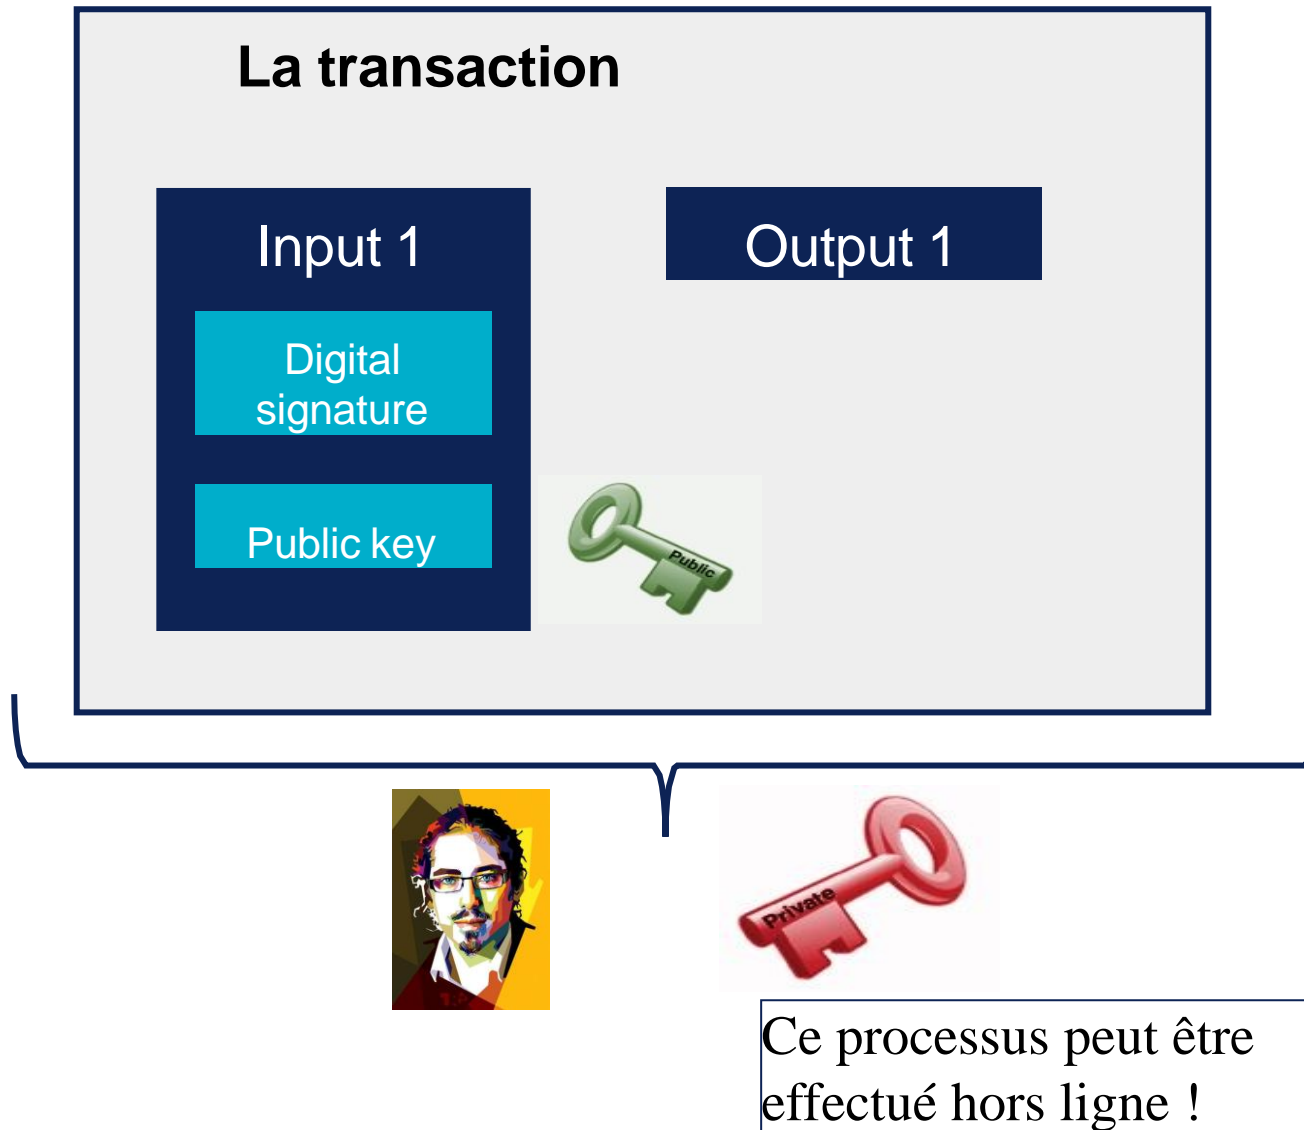 La transaction
Input 1
Output 1
Digital
signature
Public key
Public
Private
Ce processus peut être
effectué hors ligne !